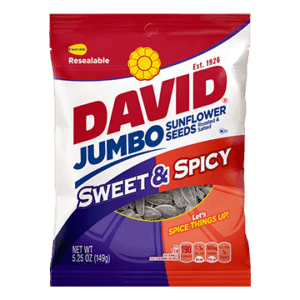 Resealable
Est. 1926
DAVID
JUMBO
SUNFLOWER
SEEDS
Roasted &
Salted
SWEET & SPICY
Let's
SPICE THINGS UP!
NET WT
5.25 OZ (149g)
190